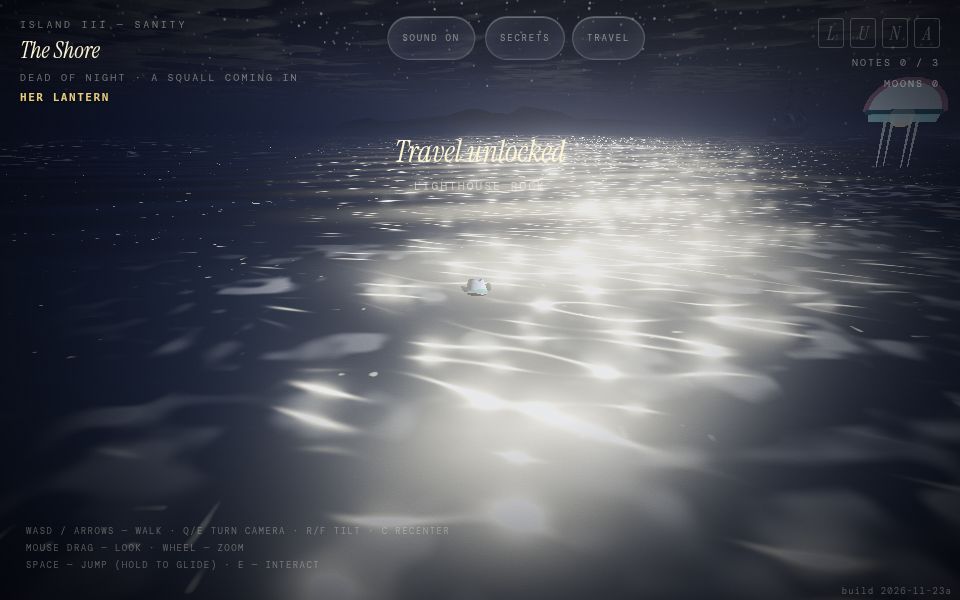 ISLAND III — SANITY
The Shore
DEAD OF NIGHT · A SQUALL COMING IN
HER LANTERN
SOUND ON
SECRETS
TRAVEL
L U N A
NOTES 0 / 3
MOONS 0
Travel unlocked
LIGHTHOUSE ROCK
WASD / ARROWS — WALK · Q/E TURN CAMERA · R/F TILT · C RECENTER
MOUSE DRAG — LOOK · WHEEL — ZOOM
SPACE — JUMP (HOLD TO GLIDE) · E — INTERACT
build 2026-11-23a